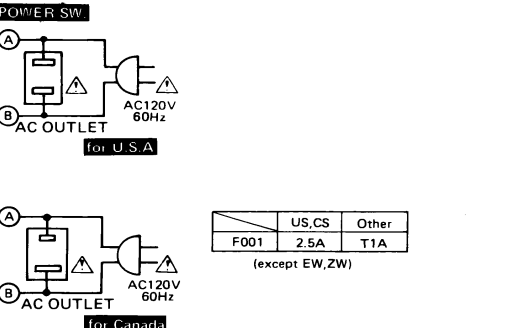 POWER SW.
A
B
AC OUTLET
AC120V
60Hz
for U.S.A
A
B
AC OUTLET
AC120V
60Hz
for Canada
US,CS Other
F001 2.5A T1A
(except EW,ZW)